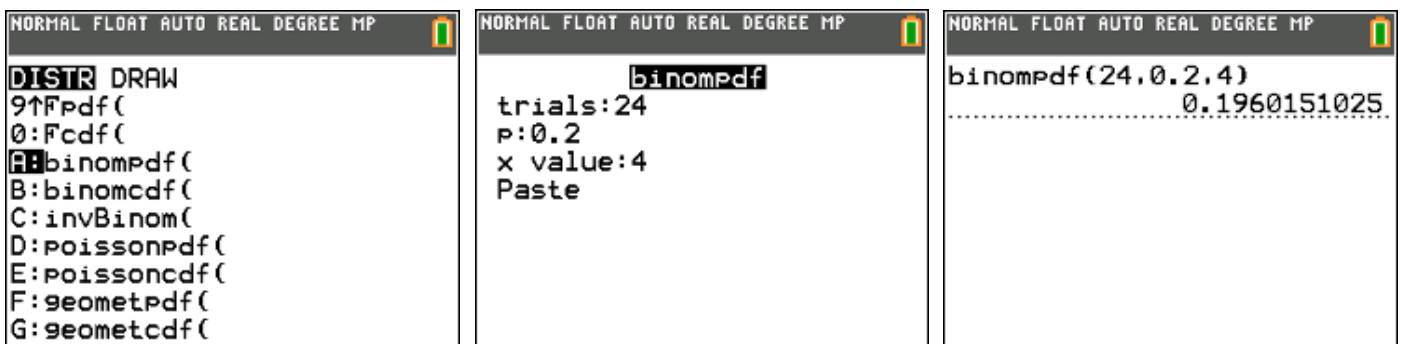 NORMAL FLOAT AUTO REAL DEGREE MP
DISTR DRAW
9↑Fpdf(
0:Fcdf(
A:binompdf(
B:binomcdf(
C:invBinom(
D:poissonpdf(
E:poissoncdf(
F:geometpdf(
G:geometcdf(
NORMAL FLOAT AUTO REAL DEGREE MP
binompdf
trials:24
p:0.2
x value:4
Paste
NORMAL FLOAT AUTO REAL DEGREE MP
binompdf(24,0.2,4)
0.1960151025